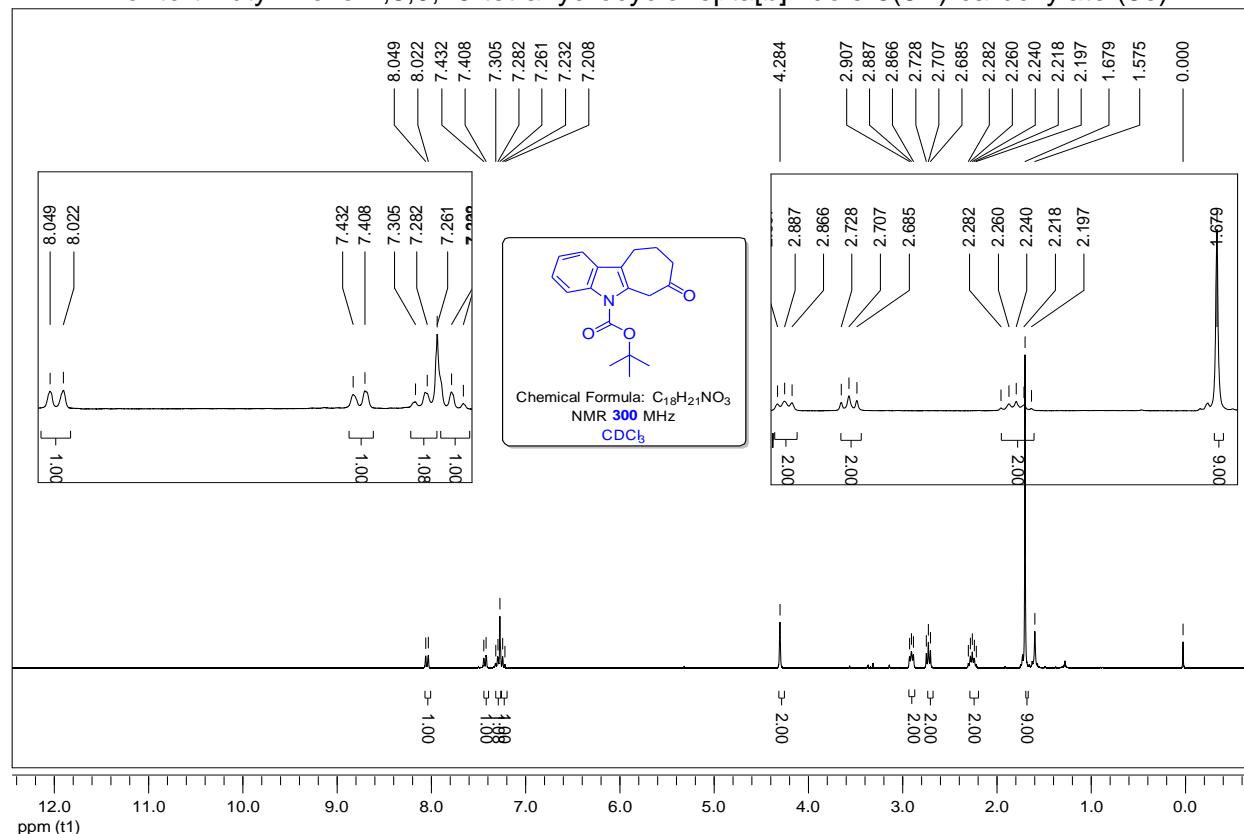 8.049 8.022 7.432 7.408 7.305 7.282 7.261 7.232 7.208 4.284 2.907 2.887 2.866 2.728 2.707 2.685 2.282 2.260 2.240 2.218 2.197 1.679 1.575 0.000
8.049 8.022 7.432 7.408 7.305 7.282 7.261
2.887 2.866 2.728 2.707 2.685 2.282 2.260 2.240 2.218 2.197 1.679
O
N
O
O
Chemical Formula: C18H21NO3
NMR 300 MHz
CDCl3
1.00 1.00 1.08 1.00
2.00 2.00 2.00 9.00
1.00 1.00 1.08 1.00 2.00 2.00 2.00 2.00 9.00
12.0 11.0 10.0 9.0 8.0 7.0 6.0 5.0 4.0 3.0 2.0 1.0 0.0
ppm (t1)